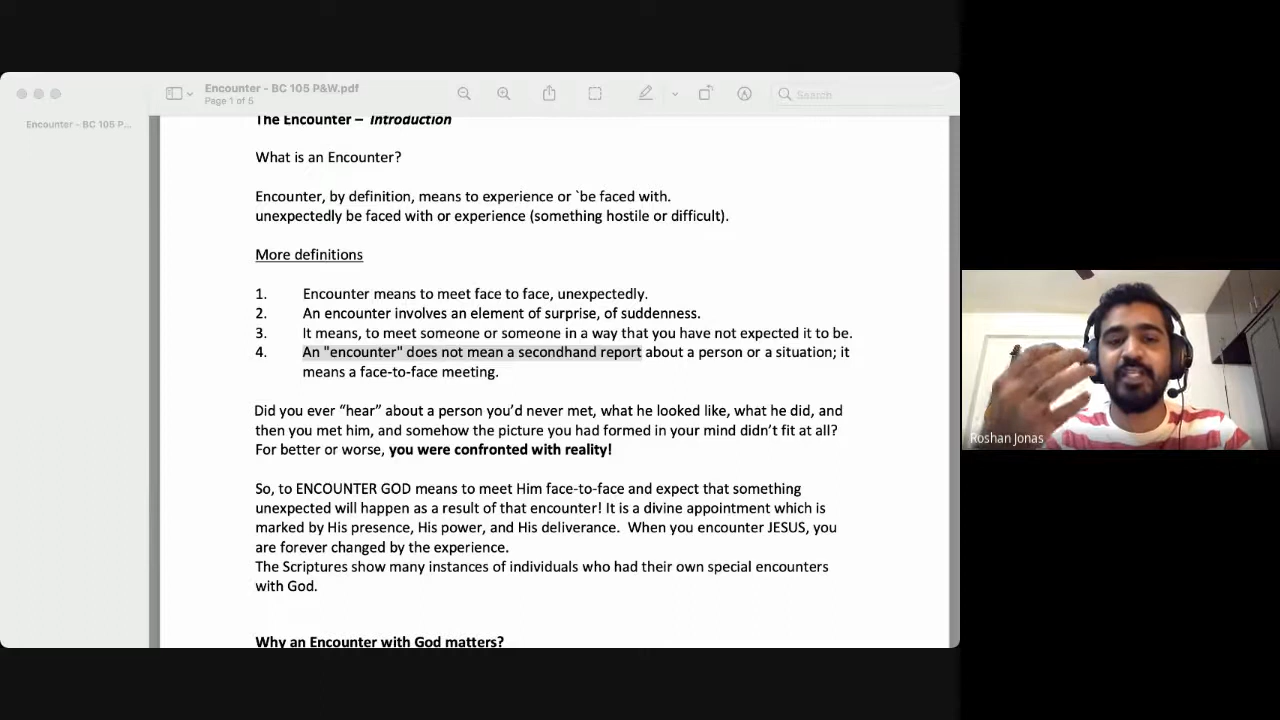 Encounter - BC 105 P&W.pdf
Page 1 of 5
Search
Encounter - BC 105 P...
The Encounter – Introduction
What is an Encounter?
Encounter, by definition, means to experience or `be faced with.
unexpectedly be faced with or experience (something hostile or difficult).
More definitions
1. Encounter means to meet face to face, unexpectedly.
2. An encounter involves an element of surprise, of suddenness.
3. It means, to meet someone or someone in a way that you have not expected it to be.
4. An "encounter" does not mean a secondhand report about a person or a situation; it
means a face-to-face meeting.
Did you ever “hear” about a person you’d never met, what he looked like, what he did, and
then you met him, and somehow the picture you had formed in your mind didn’t fit at all?
For better or worse, you were confronted with reality!
So, to ENCOUNTER GOD means to meet Him face-to-face and expect that something
unexpected will happen as a result of that encounter! It is a divine appointment which is
marked by His presence, His power, and His deliverance. When you encounter JESUS, you
are forever changed by the experience.
The Scriptures show many instances of individuals who had their own special encounters
with God.
Why an Encounter with God matters?
Roshan Jonas